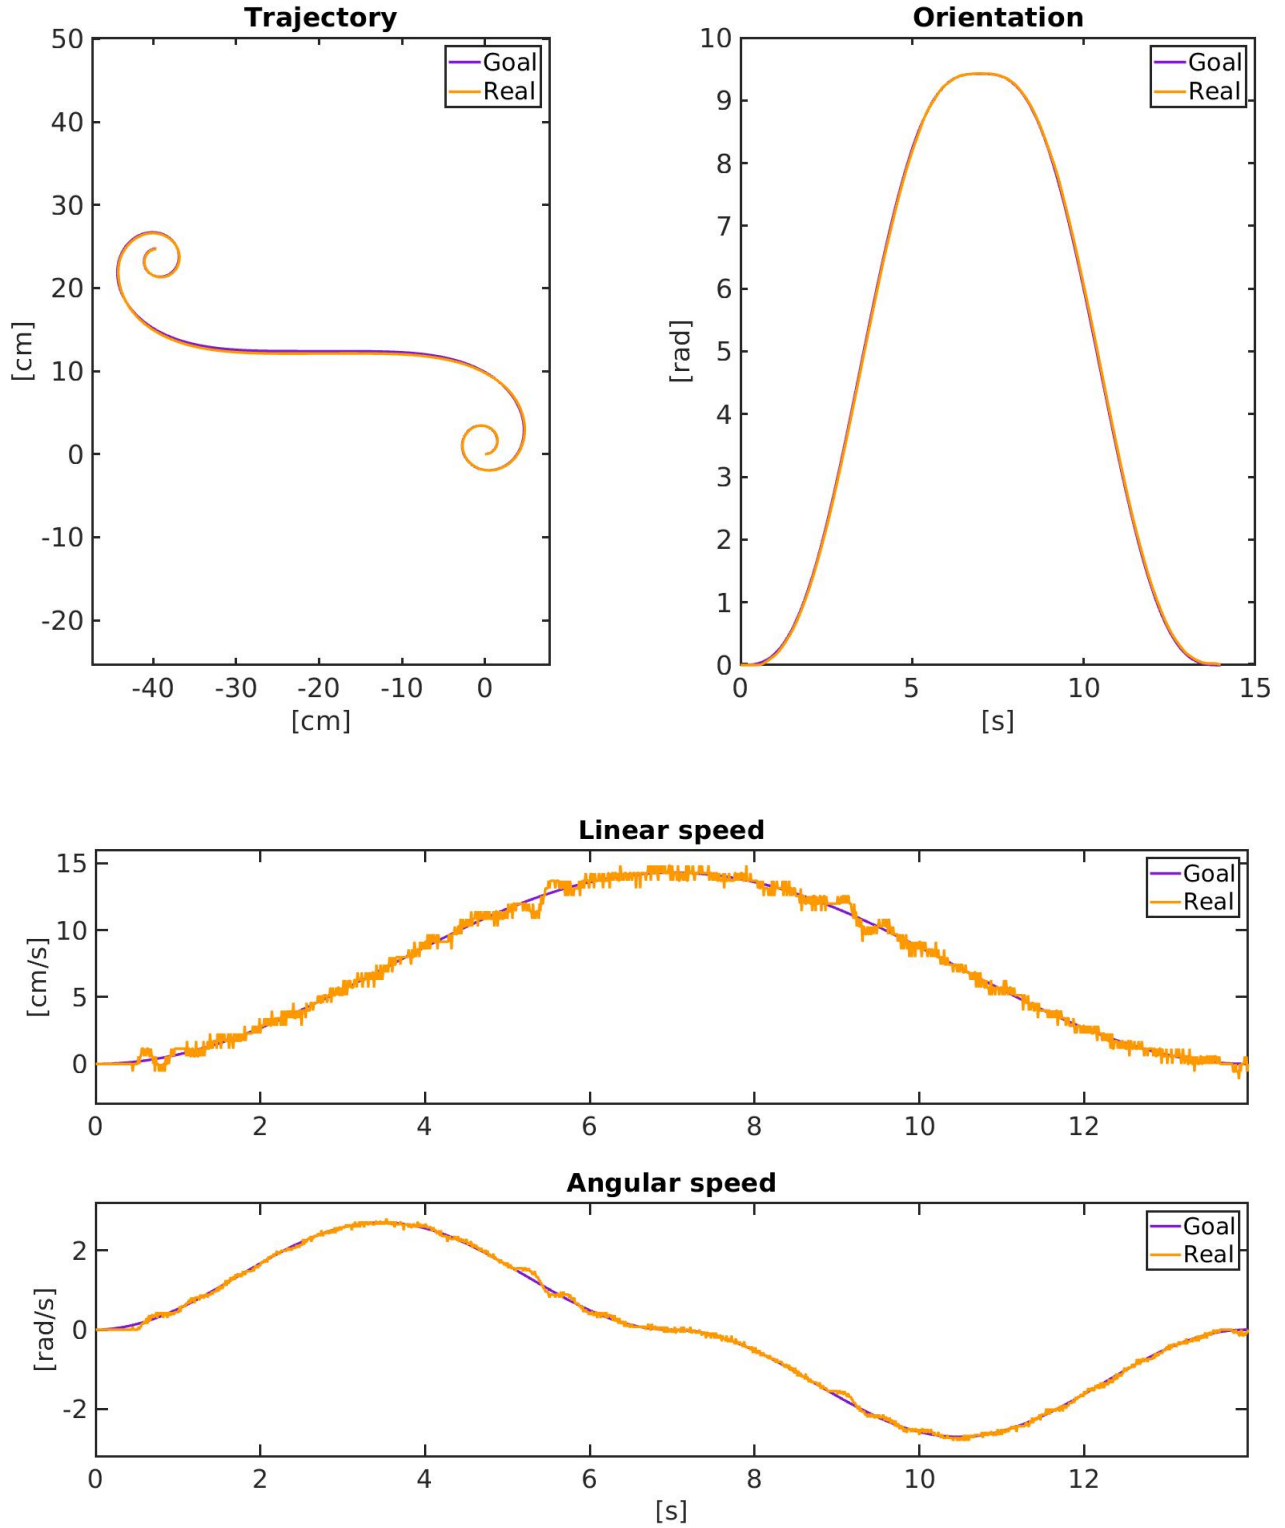 Trajectory
50
40
30
20
10
0
-10
-20
[cm]
-40 -30 -20 -10 0
[cm]
Goal
Real
Orientation
10
9
8
7
6
5
4
3
2
1
0
[rad]
0 5 10 15
[s]
Goal
Real
Linear speed
15
10
5
0
[cm/s]
0 2 4 6 8 10 12
Goal
Real
Angular speed
2
0
-2
[rad/s]
0 2 4 6 8 10 12
[s]
Goal
Real